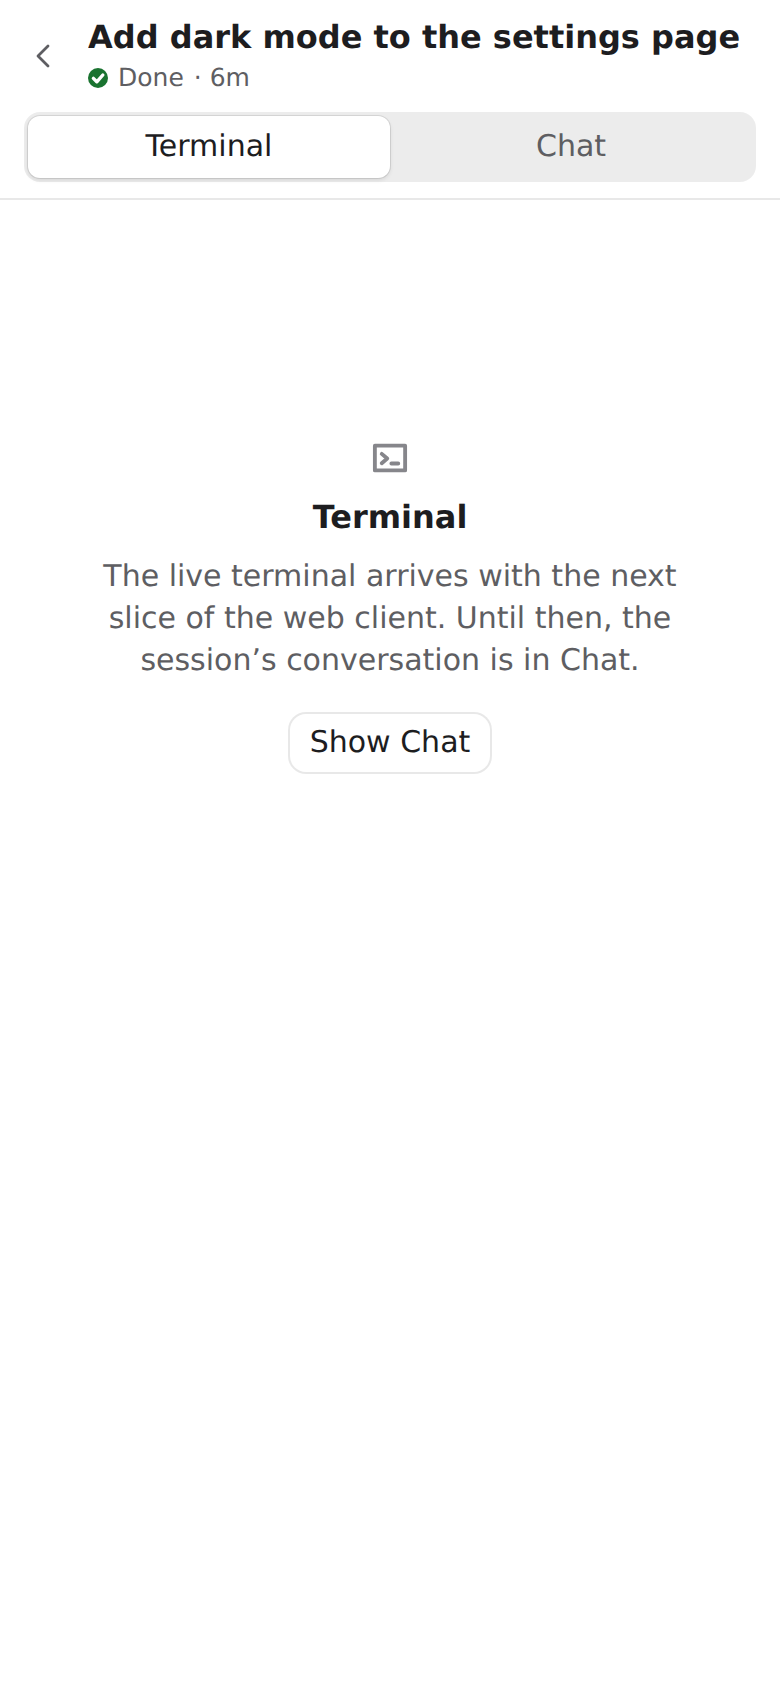 Add dark mode to the settings page
Done · 6m
Terminal
Chat
Terminal
The live terminal arrives with the next
slice of the web client. Until then, the
session’s conversation is in Chat.
Show Chat